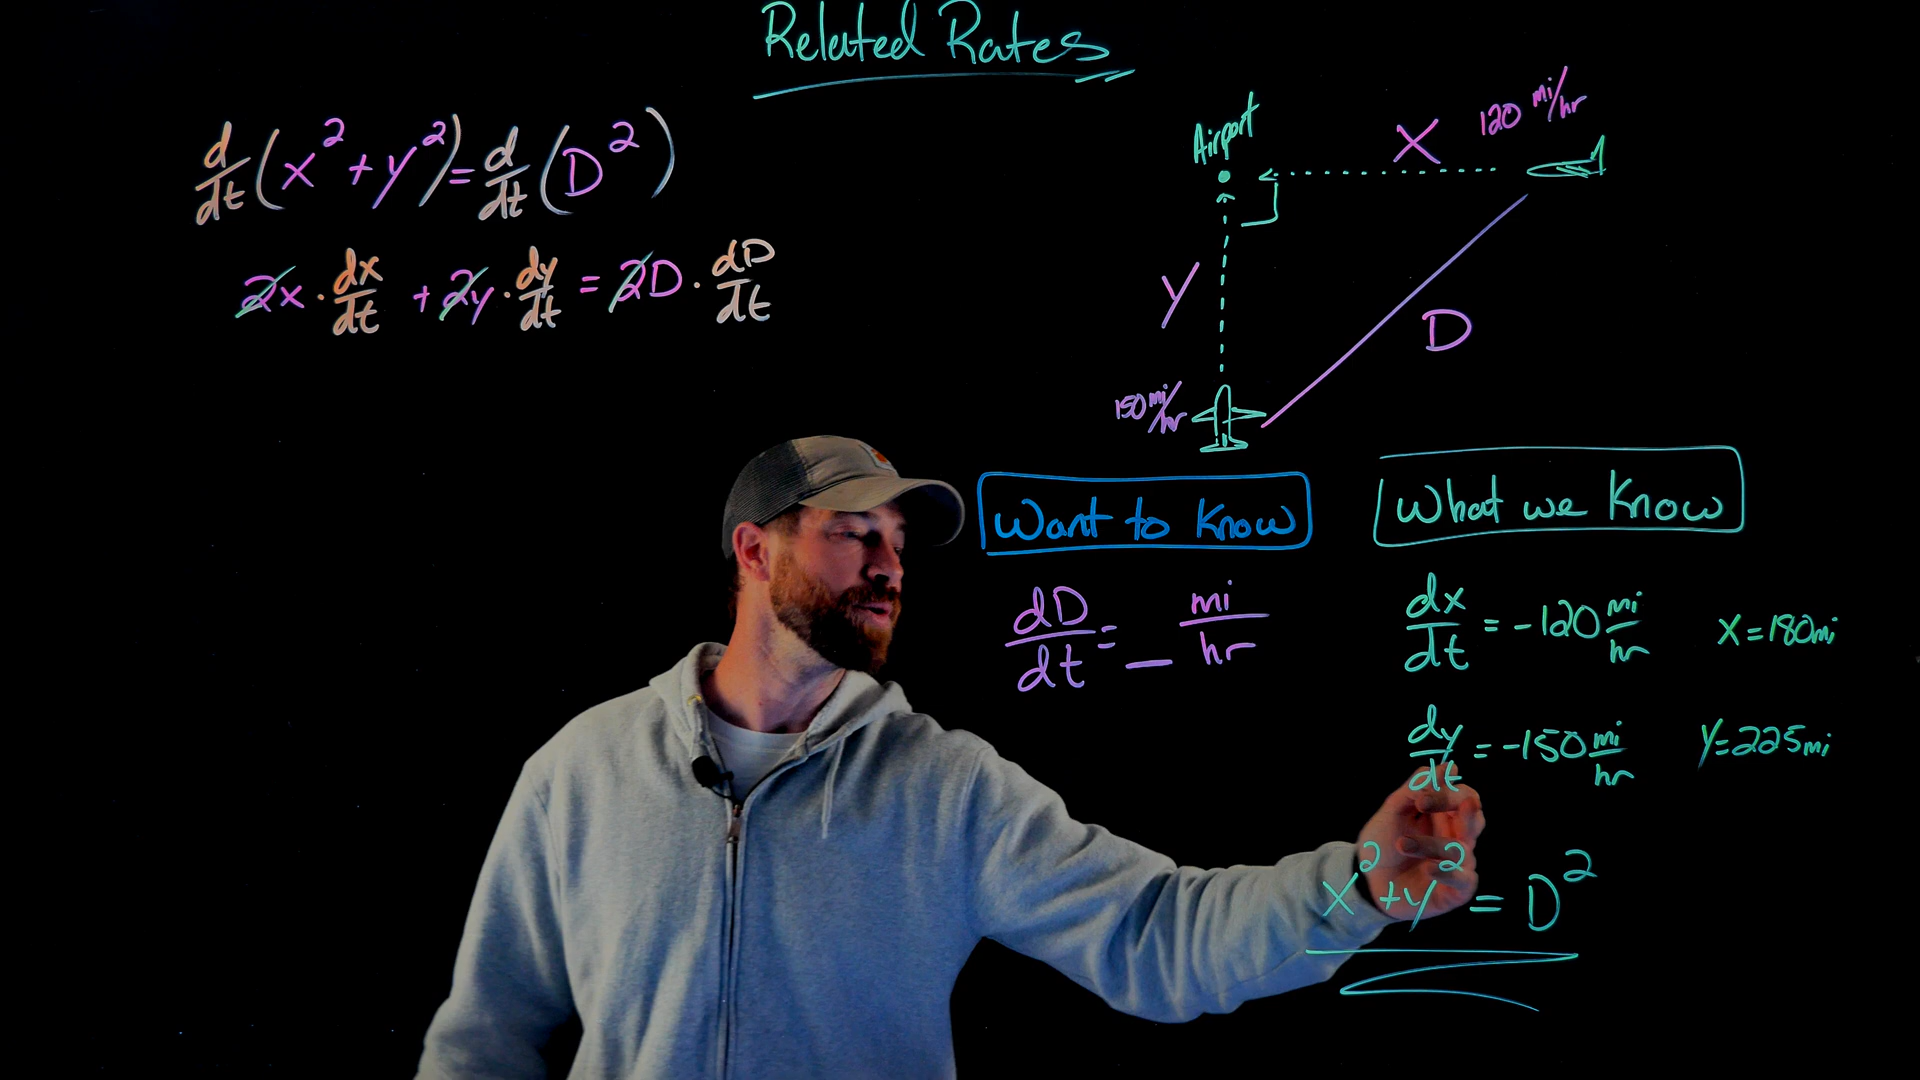 Related Rates
d/dt (x² + y²) = d/dt (D²)
2x · dx/dt + 2y · dy/dt = 2D · dD/dt
Airport
X
120 mi/hr
y
D
150 mi/hr
Want to Know
dD/dt = _ mi/hr
What we Know
dx/dt = -120 mi/hr X = 180mi
dy/dt = -150 mi/hr Y = 225mi
X² + y² = D²